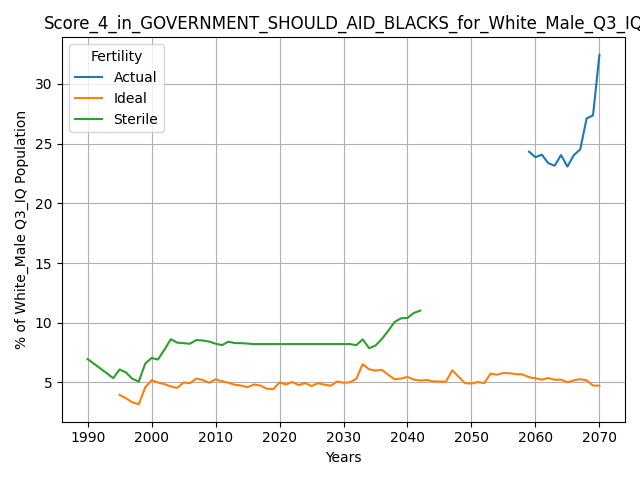 Score_4_in_GOVERNMENT_SHOULD_AID_BLACKS_for_White_Male_Q3_IQ
Fertility
Actual
Ideal
Sterile
% of White_Male Q3_IQ Population
30
25
20
15
10
5
1990 2000 2010 2020 2030 2040 2050 2060 2070
Years